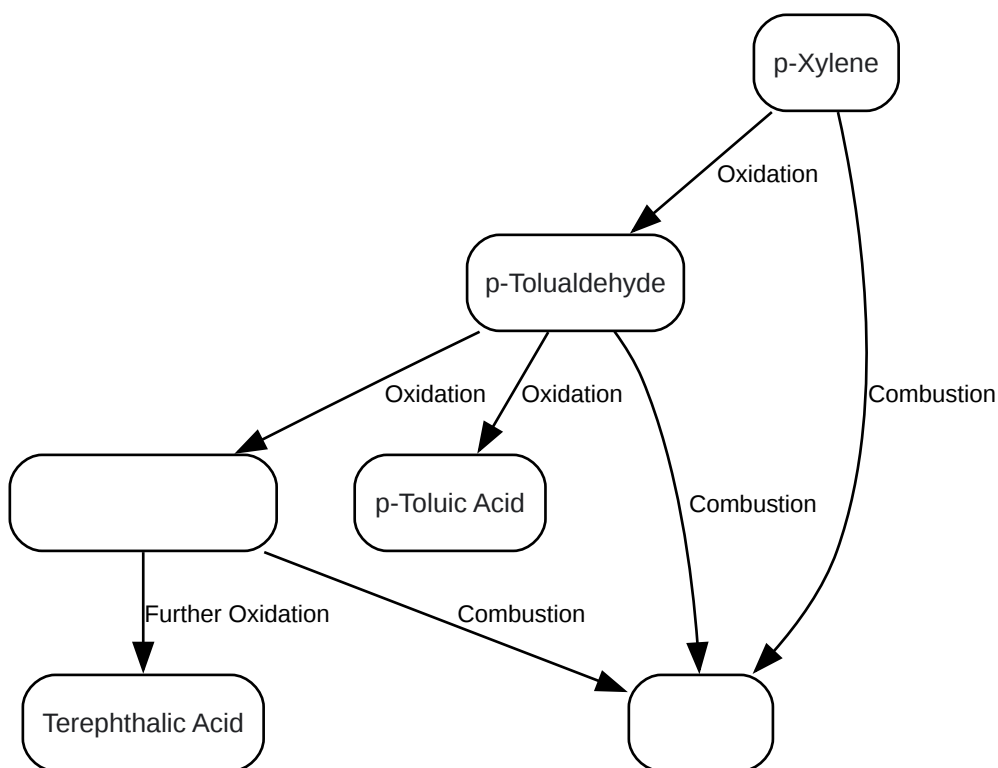 p-Xylene
Oxidation
p-Tolualdehyde
Oxidation
Oxidation
Combustion
p-Toluic Acid
Combustion
Further Oxidation
Combustion
Terephthalic Acid